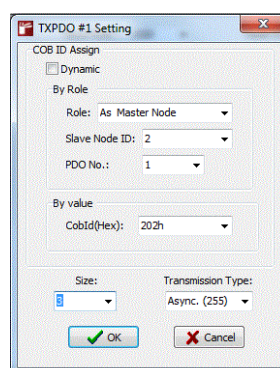 TXPDO #1 Setting
COB ID Assign
Dynamic
By Role
Role: As Master Node
Slave Node ID: 2
PDO No.: 1
By value
CobId(Hex): 202h
Size: Transmission Type:
3 Async. (255)
OK Cancel